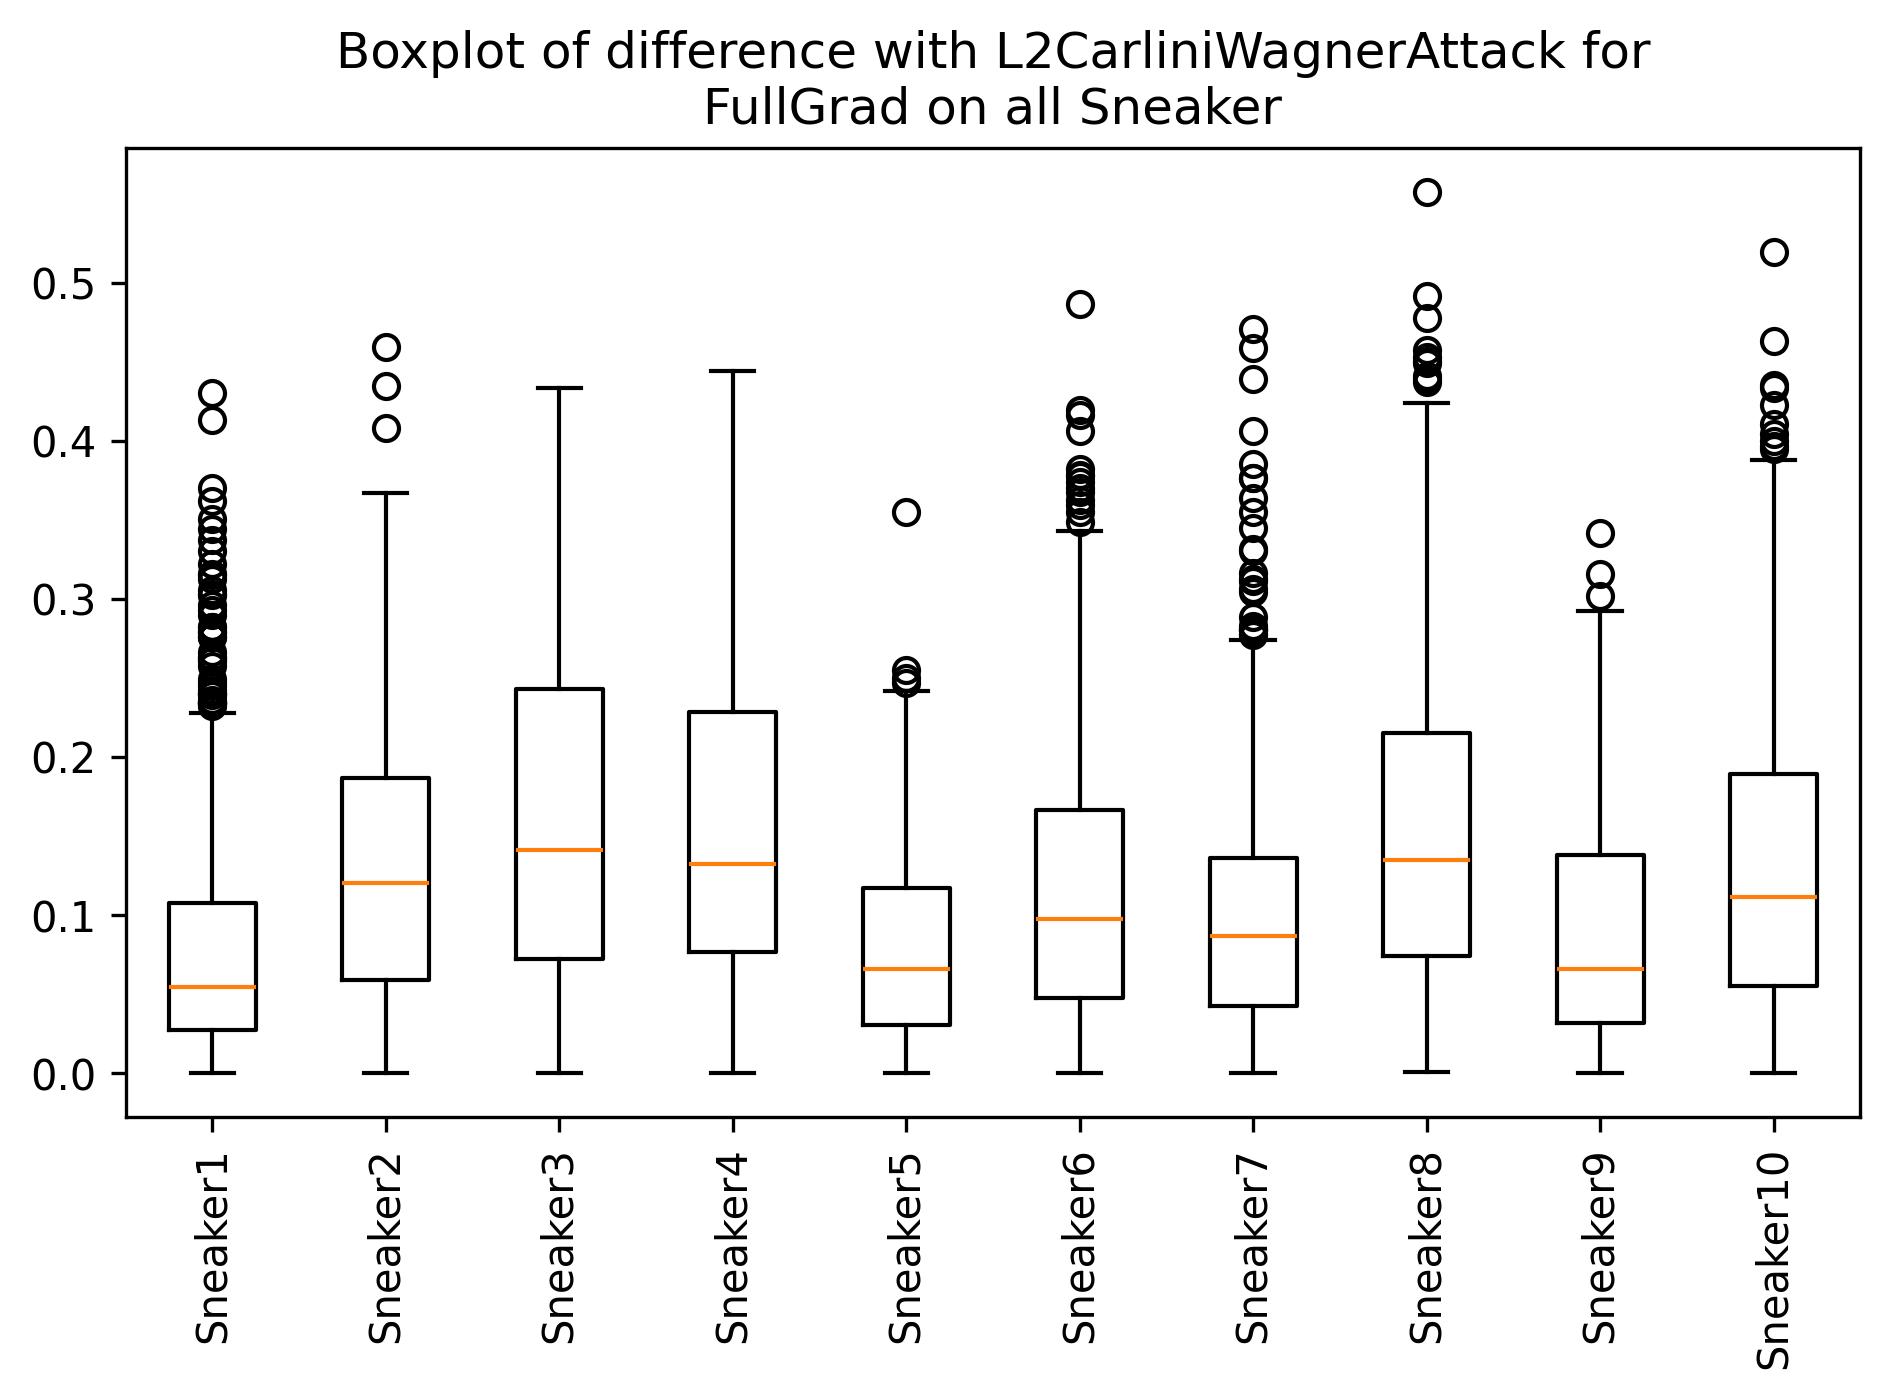 Boxplot of difference with L2CarliniWagnerAttack for
FullGrad on all Sneaker
0.5
0.4
0.3
0.2
0.1
0.0
Sneaker1
Sneaker2
Sneaker3
Sneaker4
Sneaker5
Sneaker6
Sneaker7
Sneaker8
Sneaker9
Sneaker10